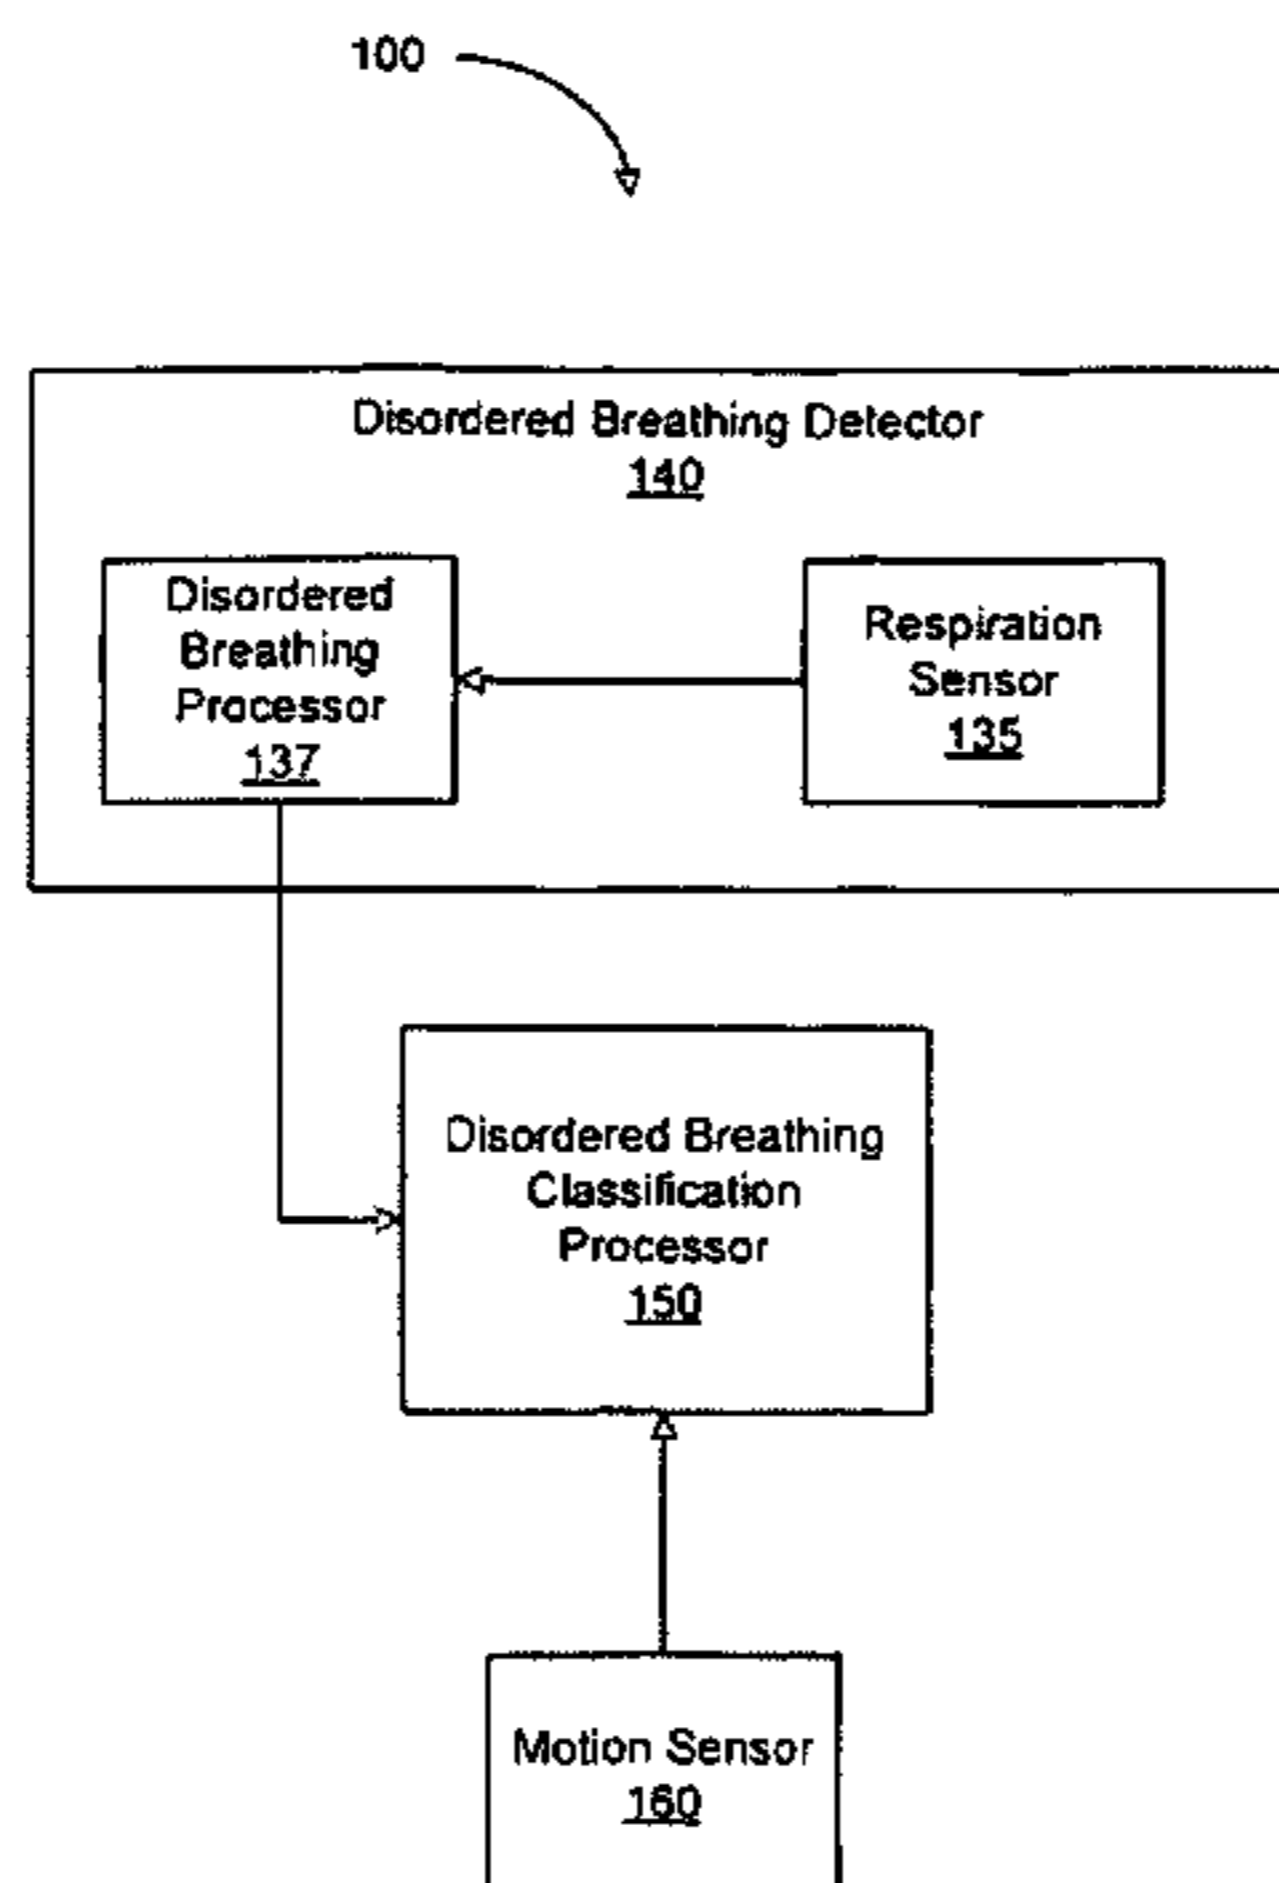 100
Disordered Breathing Detector
140
Disordered
Breathing
Processor
137
Respiration
Sensor
135
Disordered Breathing
Classification
Processor
150
Motion Sensor
160